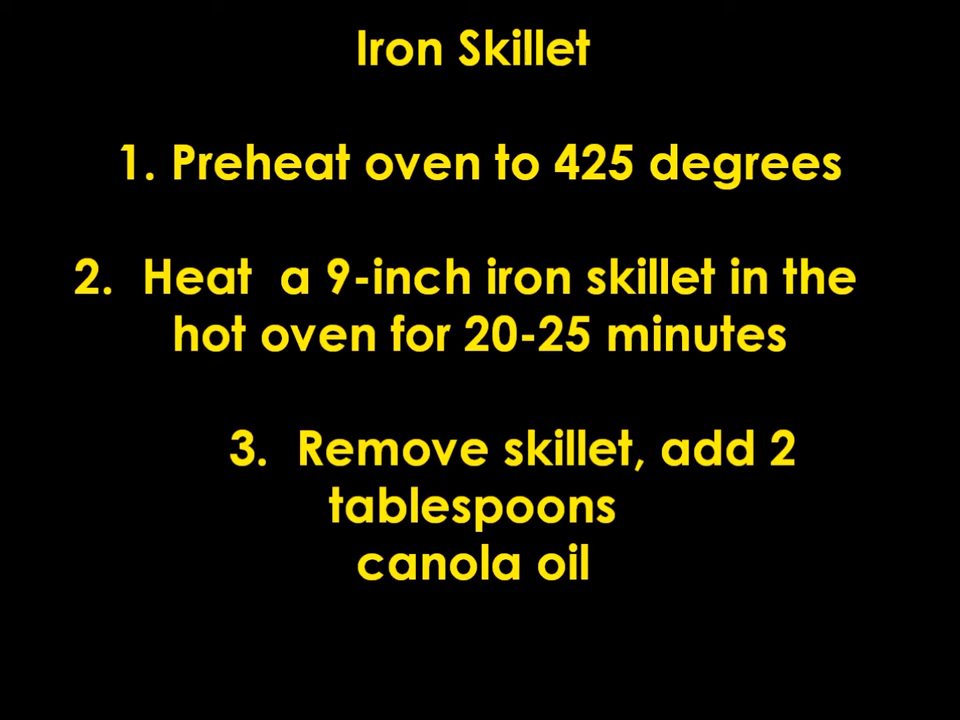 Iron Skillet
1. Preheat oven to 425 degrees
2. Heat a 9-inch iron skillet in the
hot oven for 20-25 minutes
3. Remove skillet, add 2
tablespoons
canola oil